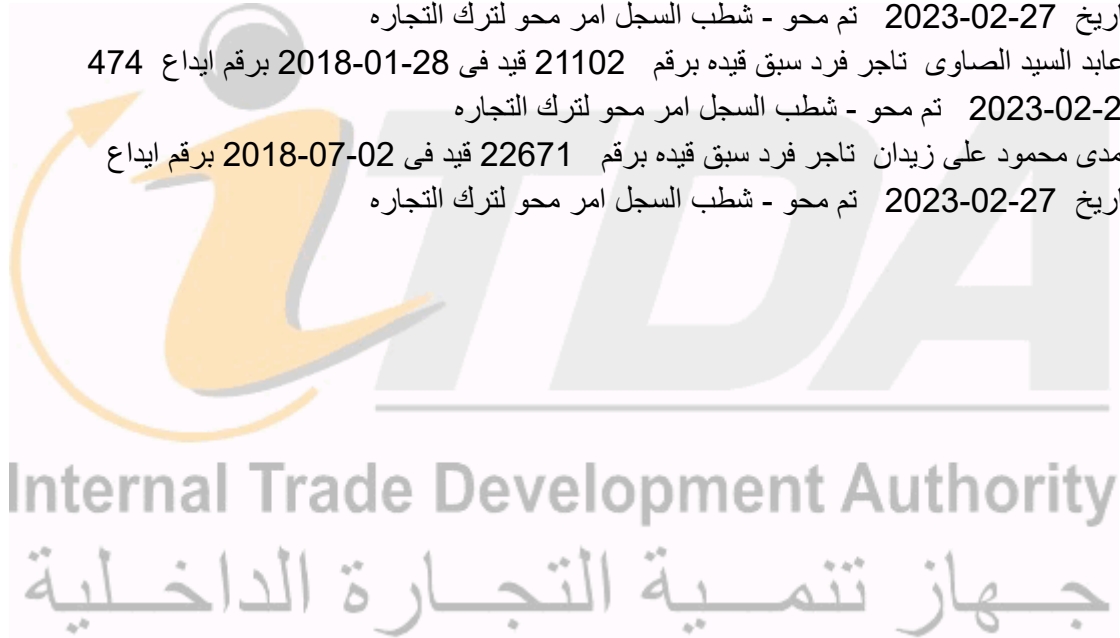 اريخ 27-02-2023 تم محو - شطب السجل امر محو لترك التجاره
عابد السيد الصاوى تاجر فرد سبق قيده برقم 21102 قيد فى 28-01-2018 برقم ايداع 474
2023-02-2 تم محو - شطب السجل امر محو لترك التجاره
مدى محمود على زيدان تاجر فرد سبق قيده برقم 22671 قيد فى 02-07-2018 برقم ايداع
اريخ 27-02-2023 تم محو - شطب السجل امر محو لترك التجاره
iTDA
Internal Trade Development Authority
جهاز تنمية التجارة الداخلية